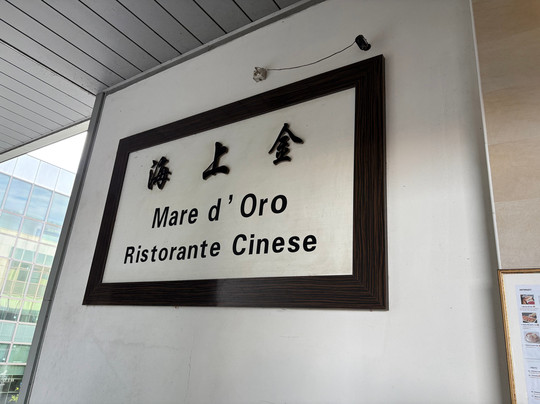 海上金
Mare d'Oro
Ristorante Cinese